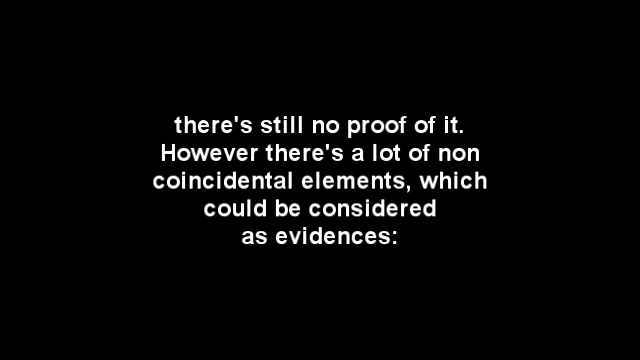 there's still no proof of it.
However there's a lot of non
coincidental elements, which
could be considered
as evidences: